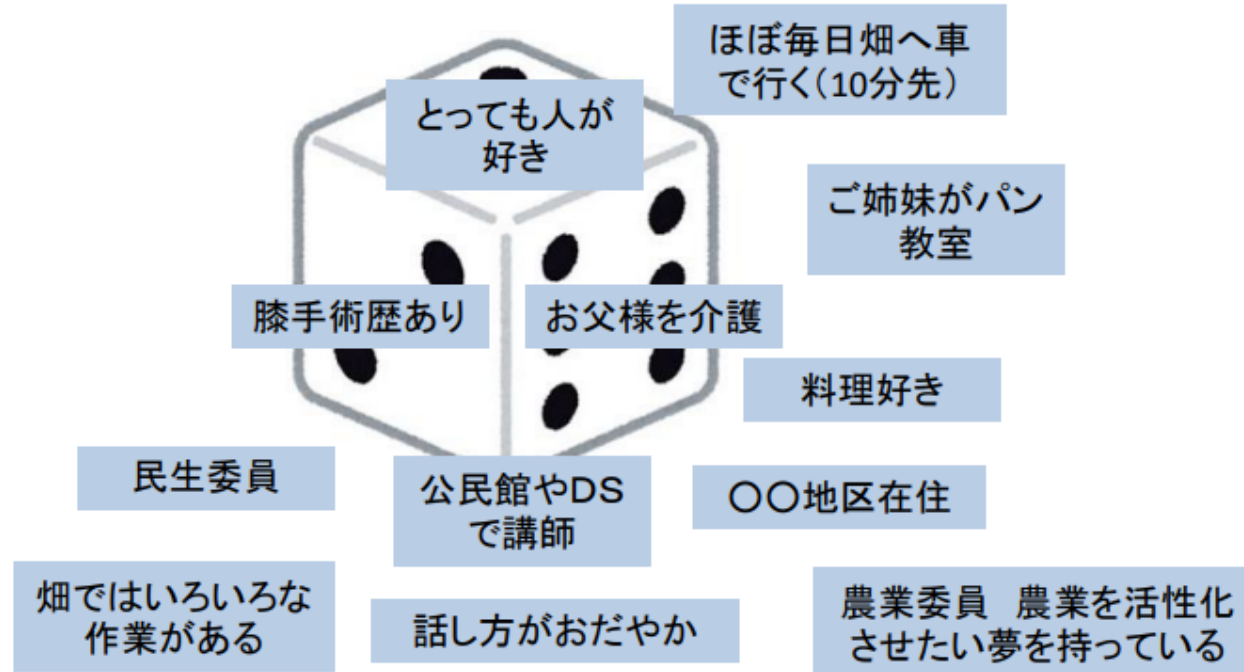 ほぼ毎日畑へ車
で行く(10分先)
とっても人が
好き
ご姉妹がパン
教室
膝手術歴あり
お父様を介護
料理好き
民生委員
公民館やDS
で講師
〇〇地区在住
畑ではいろいろな
作業がある
話し方がおだやか
農業委員 農業を活性化
させたい夢を持っている